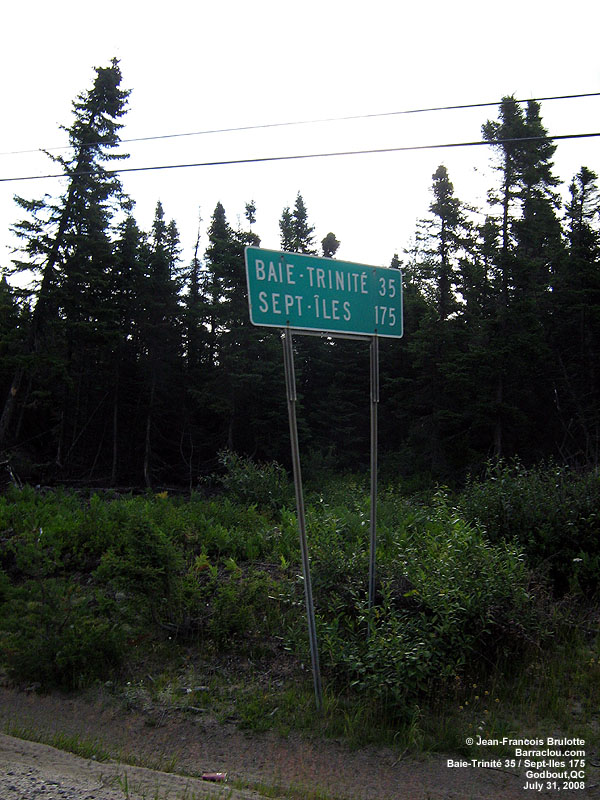 BAIE-TRINITÉ 35
SEPT-ÎLES 175
© Jean-Francois Brulotte
Barraclou.com
Baie-Trinité 35 / Sept-Iles 175
Godbout,QC
July 31, 2008